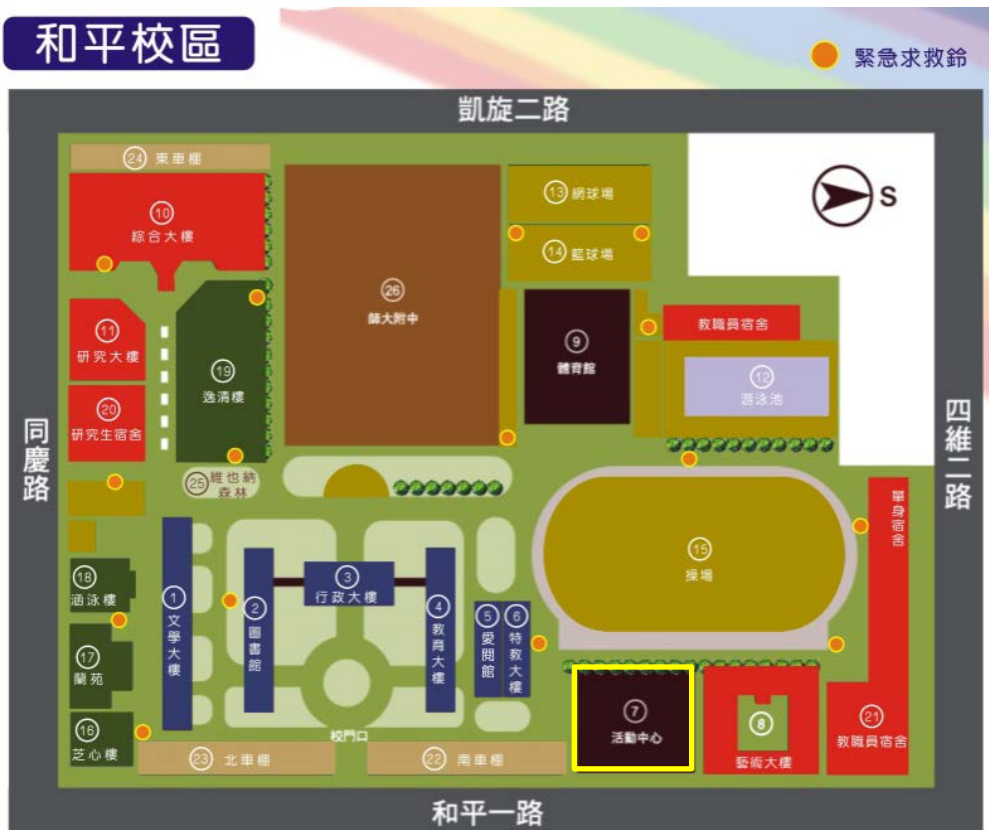 和平校區
緊急求救鈴
凱旋二路
24 東車棚
10
綜合大樓
13 網球場
14 籃球場
S
26
師大附中
9
體育館
教職員宿舍
12
游泳池
11
研究大樓
19
逸清樓
20
研究生宿舍
同慶路
四維二路
25 維也納
森林
單身宿舍
15
操場
18
涵泳樓
1
文學大樓
2
圖書館
3
行政大樓
4
教育大樓
5
愛閱館
6
特教大樓
17
蘭苑
16
芝心樓
校門口
23 北車棚
22 南車棚
7
活動中心
8
藝術大樓
21
教職員宿舍
和平一路